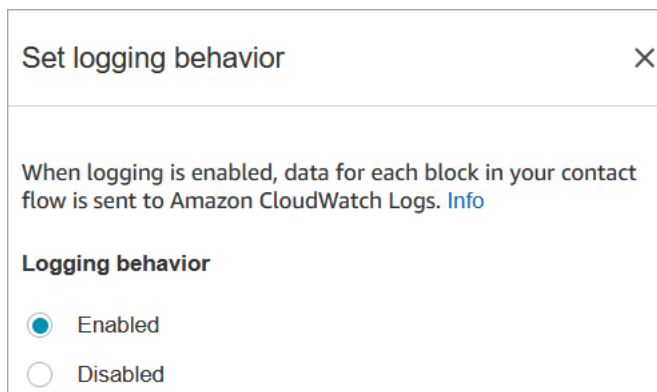 Set logging behavior
When logging is enabled, data for each block in your contact
flow is sent to Amazon CloudWatch Logs. Info
Logging behavior
Enabled
Disabled